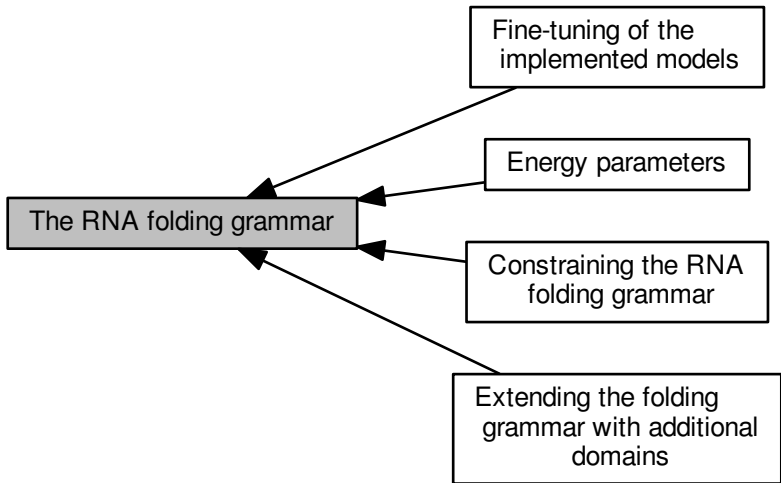 Fine-tuning of the
implemented models
Energy parameters
The RNA folding grammar
Constraining the RNA
folding grammar
Extending the folding
grammar with additional
domains